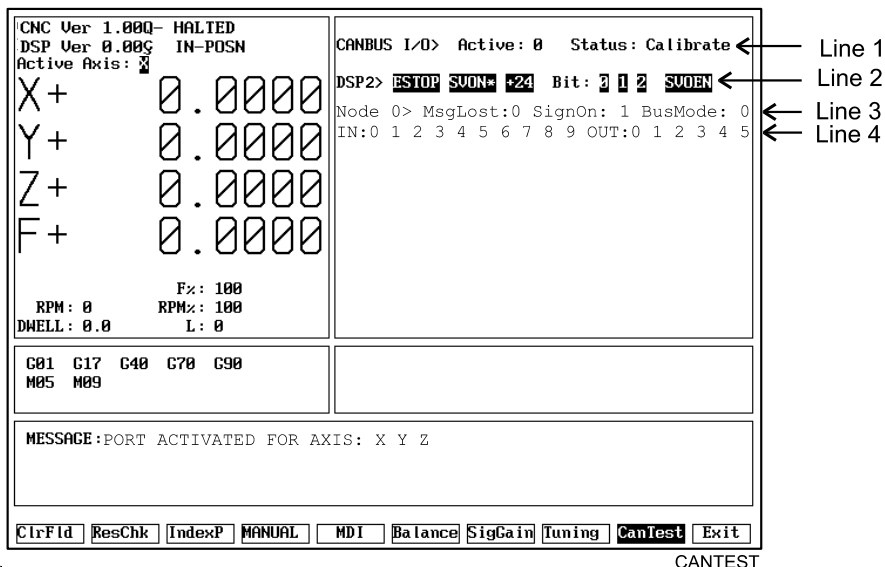 CNC Ver 1.00Q- HALTED
DSP Ver 0.00Ç IN-POSN
Active Axis: X
X+ 0.0000
Y+ 0.0000
Z+ 0.0000
F+ 0.0000
F%: 100
RPM: 0 RPM%: 100
DWELL: 0.0 L: 0
CANBUS I/O> Active: 0 Status: Calibrate
Line 1
DSP2> ESTOP SVON* +24 Bit: 0 1 2 SVOEN
Line 2
Node 0> MsgLost:0 SignOn: 1 BusMode: 0
Line 3
IN:0 1 2 3 4 5 6 7 8 9 OUT:0 1 2 3 4 5
Line 4
G01 G17 G40 G70 G90
M05 M09
MESSAGE:PORT ACTIVATED FOR AXIS: X Y Z
ClrFld ResChk IndexP MANUAL MDI Balance SigGain Tuning CanTest Exit
CANTEST